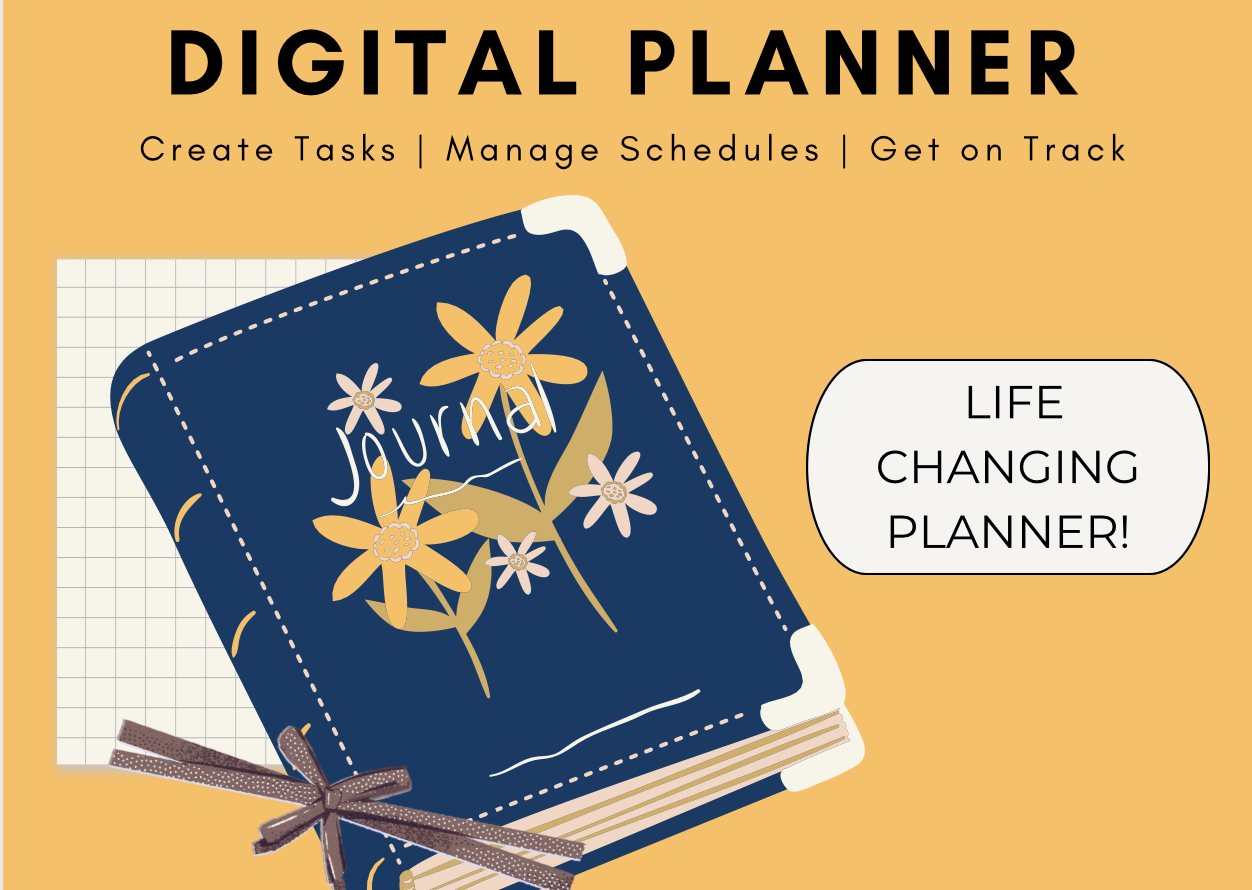 DIGITAL PLANNER
Create Tasks | Manage Schedules | Get on Track
Journal
LIFE
CHANGING
PLANNER!